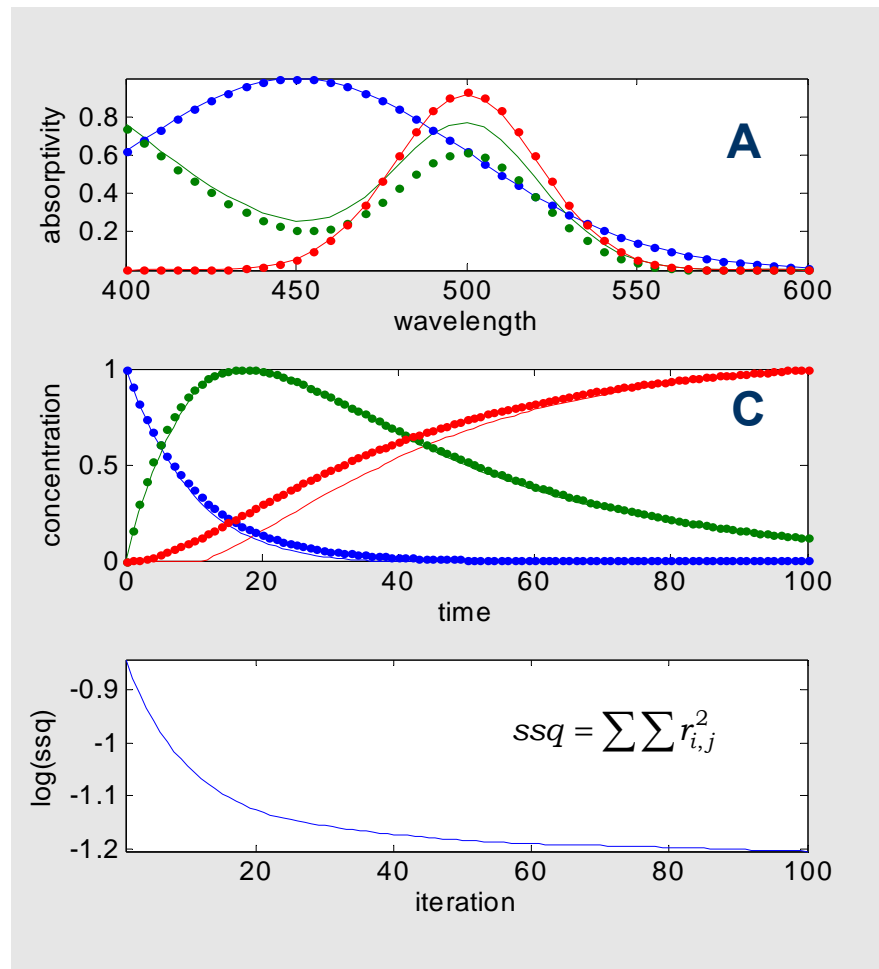 absorptivity
0.8
0.6
0.4
0.2
A
400 450 500 550 600
wavelength
concentration
1
0.5
0
C
0 20 40 60 80 100
time
log(ssq)
-0.9
-1
-1.1
-1.2
ssq = ∑∑ r²ᵢ,ⱼ
20 40 60 80 100
iteration